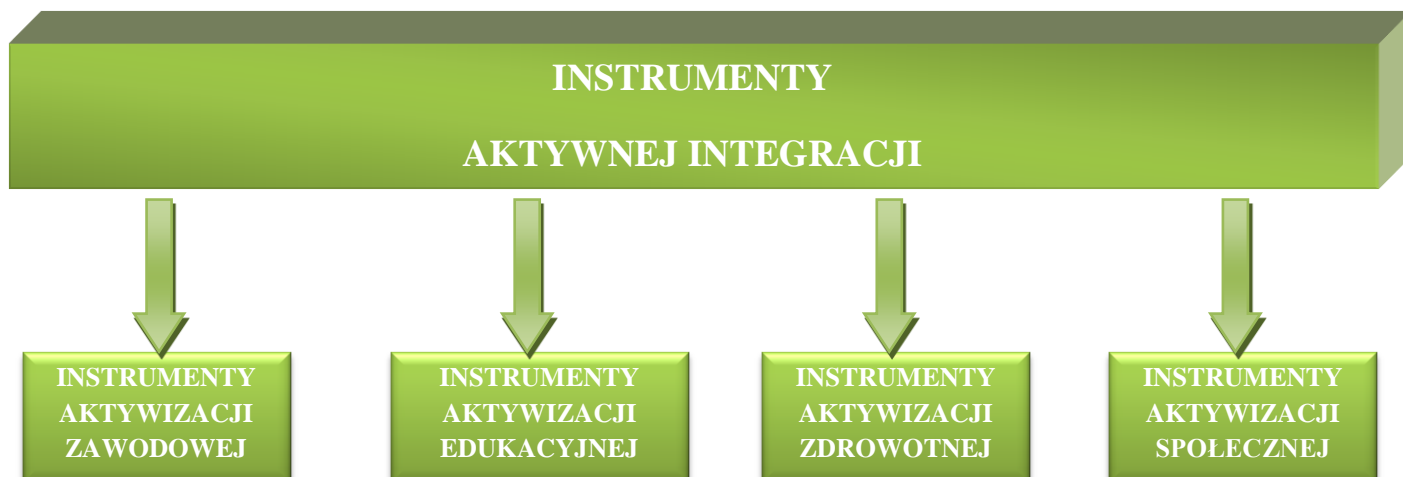 INSTRUMENTY
AKTYWNEJ INTEGRACJI
INSTRUMENTY
AKTYWIZACJI
ZAWODOWEJ
INSTRUMENTY
AKTYWIZACJI
EDUKACYJNEJ
INSTRUMENTY
AKTYWIZACJI
ZDROWOTNEJ
INSTRUMENTY
AKTYWIZACJI
SPOŁECZNEJ